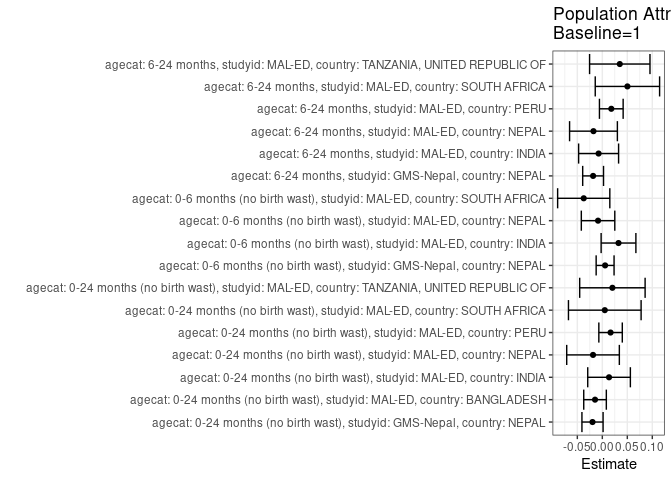 Population Attr
Baseline=1
agecat: 6-24 months, studyid: MAL-ED, country: TANZANIA, UNITED REPUBLIC OF
agecat: 6-24 months, studyid: MAL-ED, country: SOUTH AFRICA
agecat: 6-24 months, studyid: MAL-ED, country: PERU
agecat: 6-24 months, studyid: MAL-ED, country: NEPAL
agecat: 6-24 months, studyid: MAL-ED, country: INDIA
agecat: 6-24 months, studyid: GMS-Nepal, country: NEPAL
agecat: 0-6 months (no birth wast), studyid: MAL-ED, country: SOUTH AFRICA
agecat: 0-6 months (no birth wast), studyid: MAL-ED, country: NEPAL
agecat: 0-6 months (no birth wast), studyid: MAL-ED, country: INDIA
agecat: 0-6 months (no birth wast), studyid: GMS-Nepal, country: NEPAL
agecat: 0-24 months (no birth wast), studyid: MAL-ED, country: TANZANIA, UNITED REPUBLIC OF
agecat: 0-24 months (no birth wast), studyid: MAL-ED, country: SOUTH AFRICA
agecat: 0-24 months (no birth wast), studyid: MAL-ED, country: PERU
agecat: 0-24 months (no birth wast), studyid: MAL-ED, country: NEPAL
agecat: 0-24 months (no birth wast), studyid: MAL-ED, country: INDIA
agecat: 0-24 months (no birth wast), studyid: MAL-ED, country: BANGLADESH
agecat: 0-24 months (no birth wast), studyid: GMS-Nepal, country: NEPAL
-0.05 0.00 0.05 0.10
Estimate